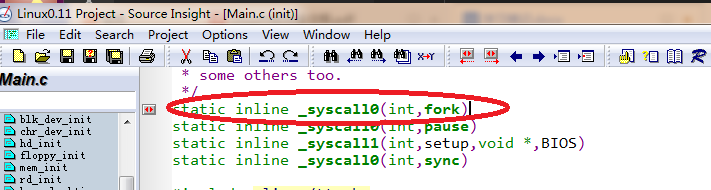 Linux0.11 Project - Source Insight - [Main.c (init)]
File Edit Search Project Options View Window Help
Main.c
* some others too.
*/
static inline _syscall0(int,fork)
static inline _syscall0(int,pause)
static inline _syscall1(int,setup,void *,BIOS)
static inline _syscall0(int,sync)
blk_dev_init
chr_dev_init
hd_init
floppy_init
mem_init
rd_init